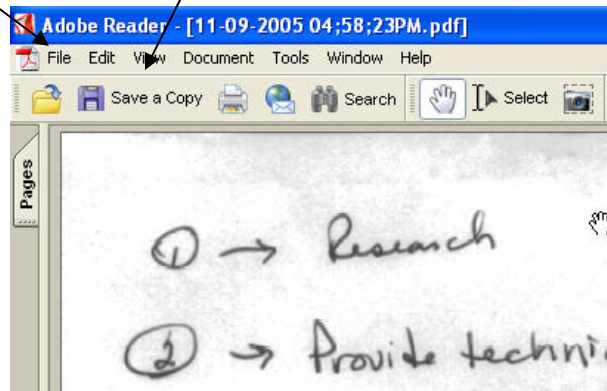 Adobe Reader - [11-09-2005 04;58;23PM.pdf]
File Edit View Document Tools Window Help
Save a Copy Search Select
Pages
① → Research
② → Provide techni